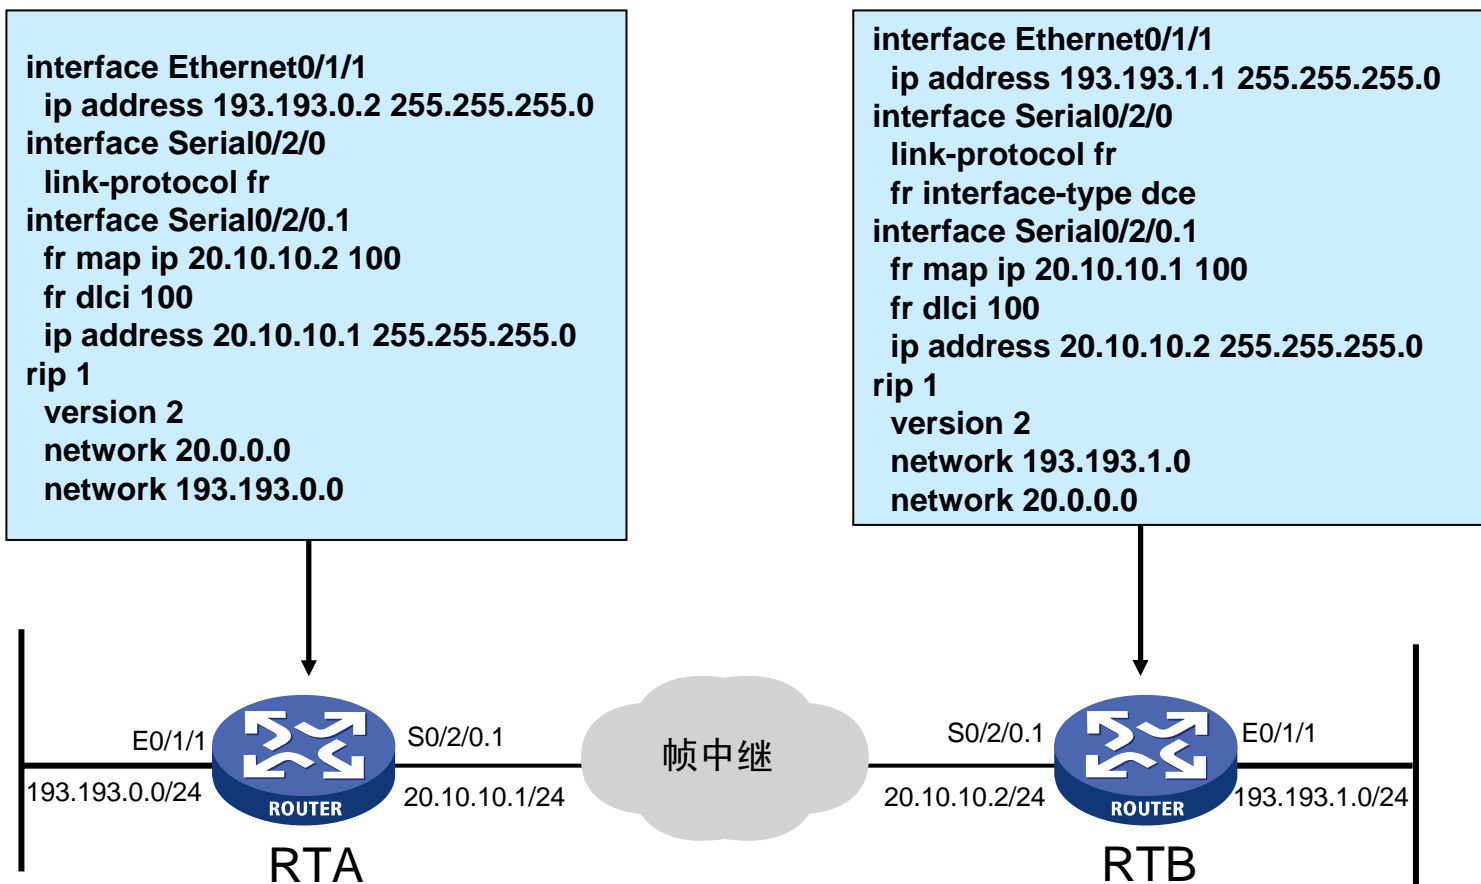 interface Ethernet0/1/1
ip address 193.193.0.2 255.255.255.0
interface Serial0/2/0
link-protocol fr
interface Serial0/2/0.1
fr map ip 20.10.10.2 100
fr dlci 100
ip address 20.10.10.1 255.255.255.0
rip 1
version 2
network 20.0.0.0
network 193.193.0.0
interface Ethernet0/1/1
ip address 193.193.1.1 255.255.255.0
interface Serial0/2/0
link-protocol fr
fr interface-type dce
interface Serial0/2/0.1
fr map ip 20.10.10.1 100
fr dlci 100
ip address 20.10.10.2 255.255.255.0
rip 1
version 2
network 193.193.1.0
network 20.0.0.0
E0/1/1
S0/2/0.1
帧中继
S0/2/0.1
E0/1/1
193.193.0.0/24
ROUTER
20.10.10.1/24
20.10.10.2/24
ROUTER
193.193.1.0/24
RTA
RTB